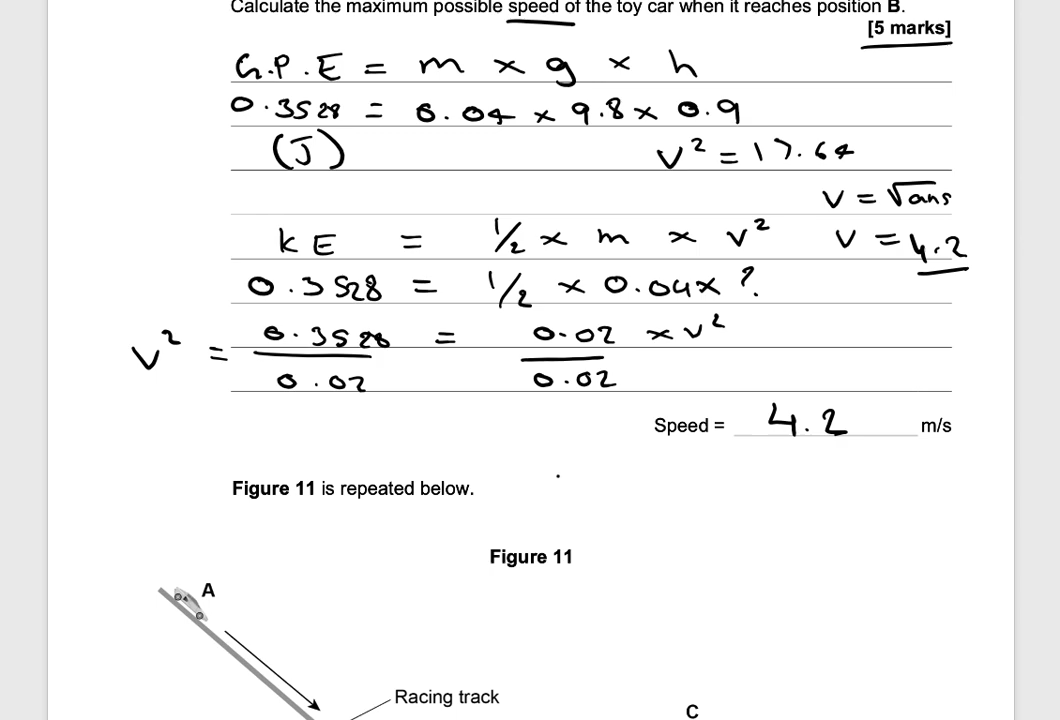 Calculate the maximum possible speed of the toy car when it reaches position B.
[5 marks]
G.P.E = m × g × h
0.3528 = 0.04 × 9.8 × 0.9
(J)
v² = 17.64
v = √ans
KE = 1/2 × m × v²
v = 4.2
0.3528 = 1/2 × 0.04 × ?
v² = 0.3528 / 0.02 = 0.02 × v² / 0.02
Speed = 4.2 m/s
Figure 11 is repeated below.
Figure 11
A
Racing track
C